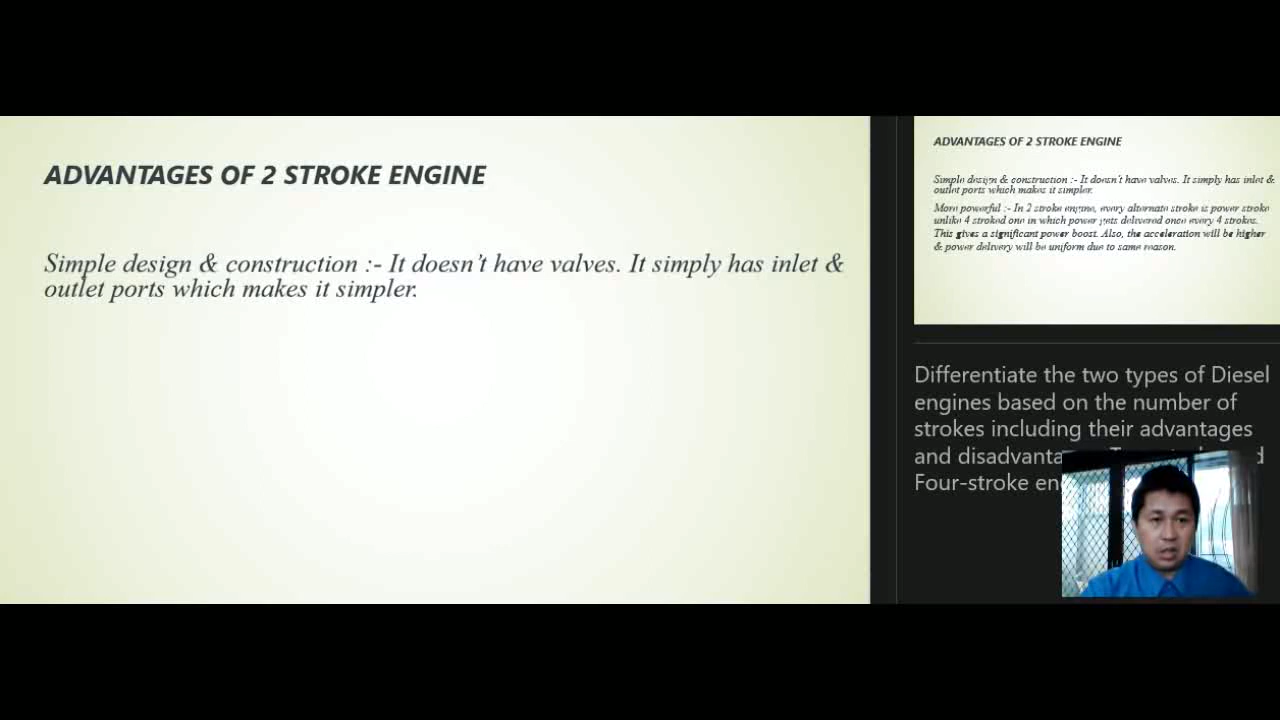 ADVANTAGES OF 2 STROKE ENGINE
Simple design & construction :- It doesn't have valves. It simply has inlet &
outlet ports which makes it simpler.
ADVANTAGES OF 2 STROKE ENGINE
Simple design & construction :- It doesn't have valves. It simply has inlet &
outlet ports which makes it simpler.
More powerful :- In 2 stroke engine, every alternate stroke is power stroke
unlike 4 stroked one in which power gets delivered once every 4 strokes.
This gives a significant power boost. Also, the acceleration will be higher
& power delivery will be uniform due to same reason.
Differentiate the two types of Diesel
engines based on the number of
strokes including their advantages
and
Four-stroke